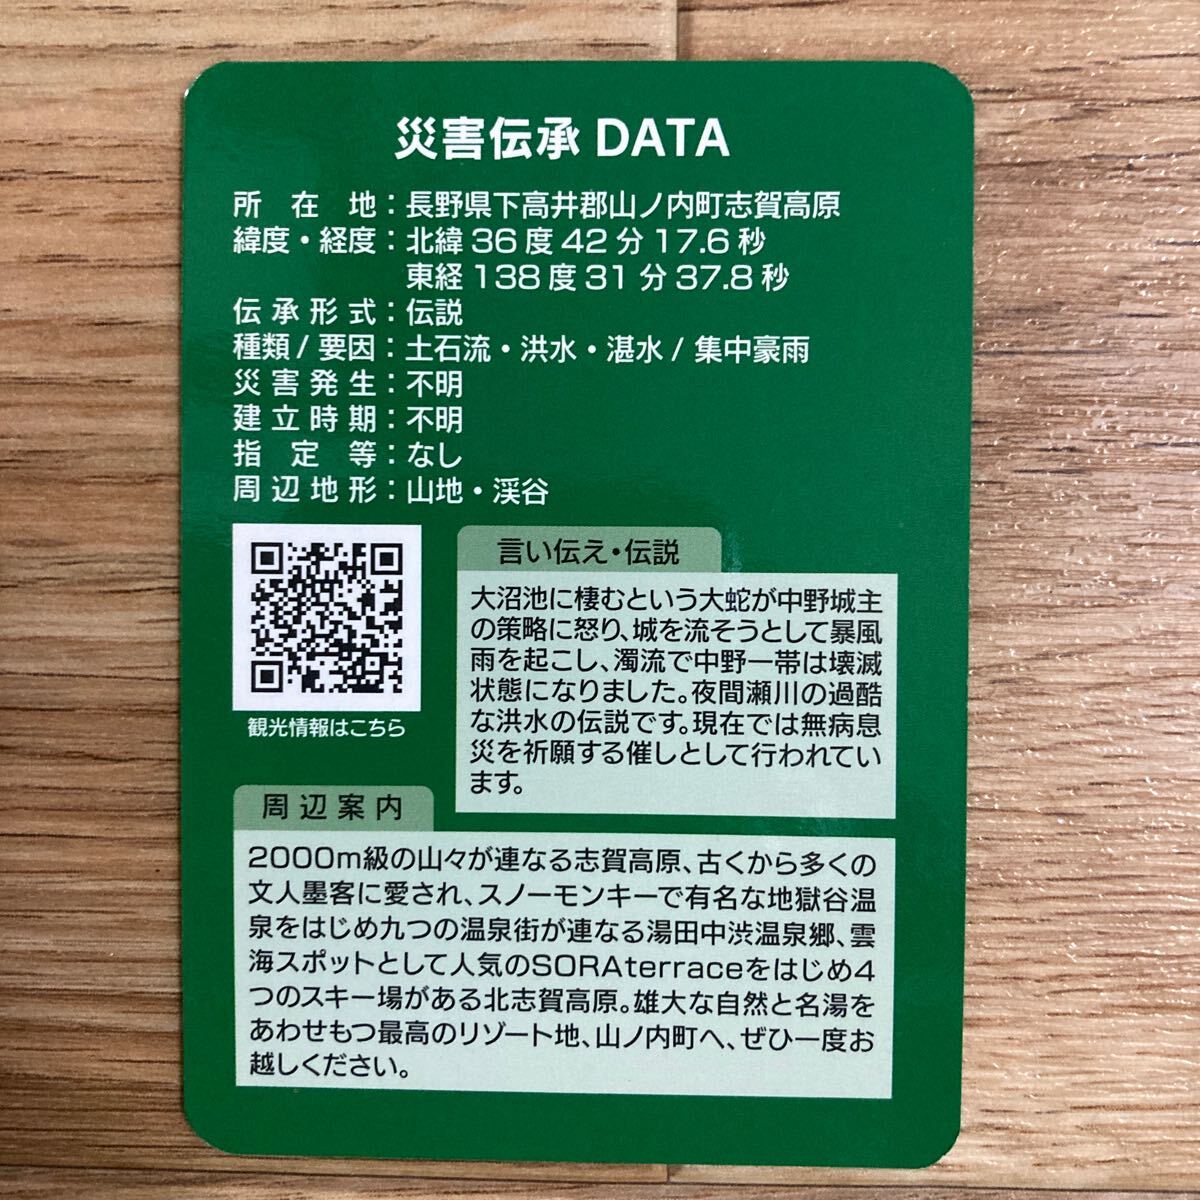 災害伝承 DATA
所在地:長野県下高井郡山ノ内町志賀高原
緯度・経度:北緯 36 度 42 分 17.6 秒
東経 138 度 31 分 37.8 秒
伝承形式:伝説
種類/要因:土石流・洪水・湛水/集中豪雨
災害発生:不明
建立時期:不明
指定等:なし
周辺地形:山地・渓谷
観光情報はこちら
言い伝え・伝説
大沼池に棲むという大蛇が中野城主
の策略に怒り、城を流そうとして暴風
雨を起こし、濁流で中野一帯は壊滅
状態になりました。夜間瀬川の過酷
な洪水の伝説です。現在では無病息
災を祈願する催しとして行われてい
ます。
周辺案内
2000m級の山々が連なる志賀高原、古くから多くの
文人墨客に愛され、スノーモンキーで有名な地獄谷温
泉をはじめ九つの温泉街が連なる湯田中渋温泉郷、雲
海スポットとして人気のSORAterraceをはじめ4
つのスキー場がある北志賀高原。雄大な自然と名湯を
あわせもつ最高のリゾート地、山ノ内町へ、ぜひ一度お
越しください。